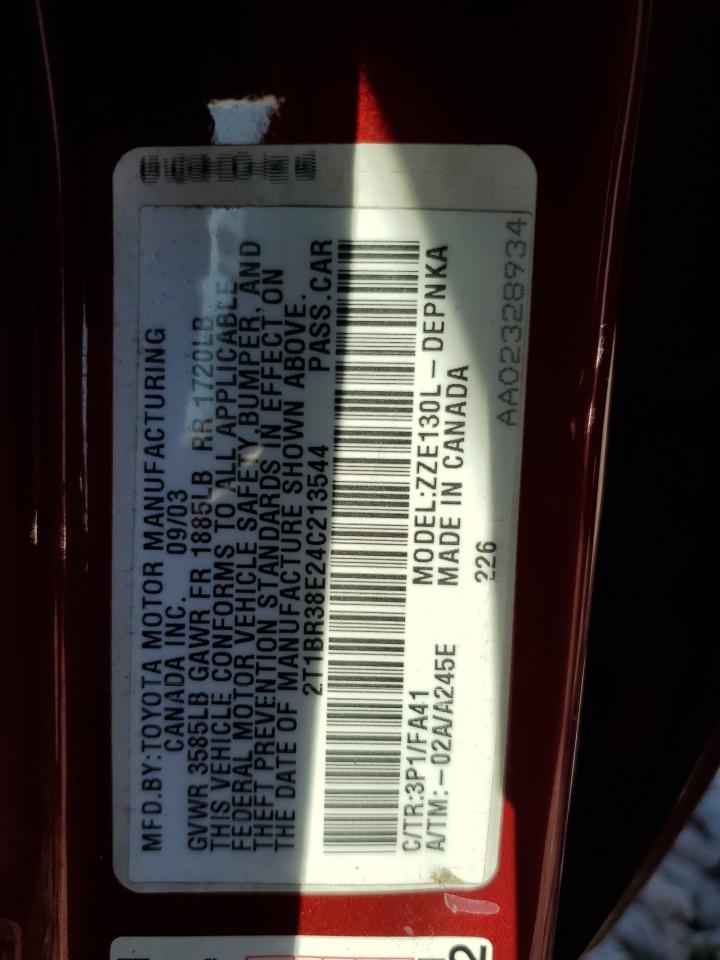 MFD.BY:TOYOTA MOTOR MANUFACTURING
CANADA INC. 09/03
GVWR 3585LB GAWR FR 1885LB RR 1720LB
THIS VEHICLE CONFORMS TO ALL APPLICABLE
FEDERAL MOTOR VEHICLE SAFETY,BUMPER, AND
THEFT PREVENTION STANDARDS IN EFFECT ON
THE DATE OF MANUFACTURE SHOWN ABOVE.
2T1BR38E24C213544 PASS.CAR
C/TR:3P1/FA41 MODEL:ZZE130L-DEPNKA
A/TM:-02A/A245E MADE IN CANADA
226
AA02328934
2